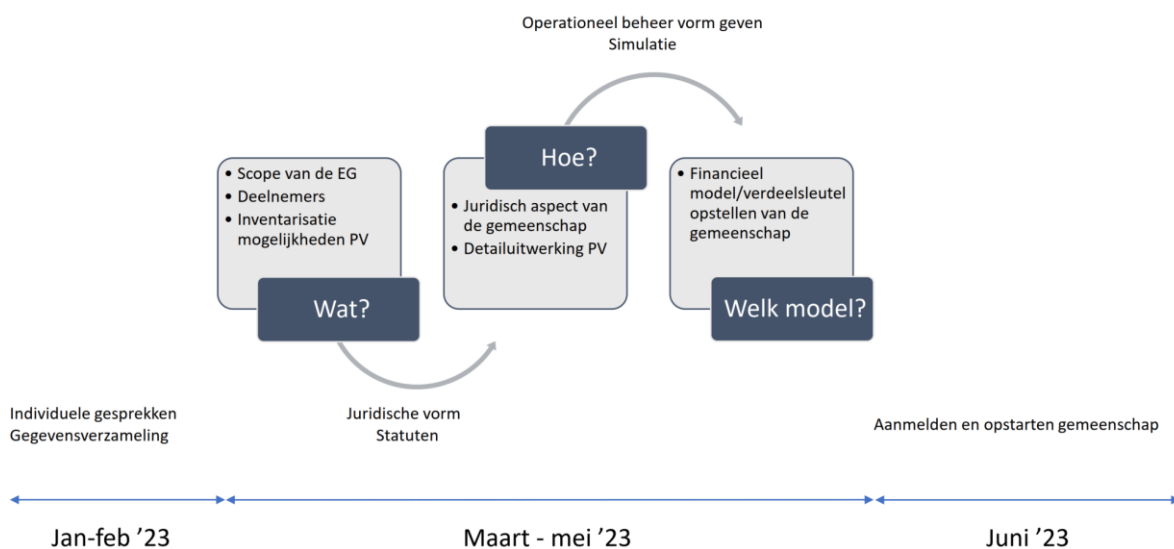 Operationeel beheer vorm geven
Simulatie
• Scope van de EG
• Deelnemers
• Inventarisatie
mogelijkheden PV
Wat?
Hoe?
• Juridisch aspect van
de gemeenschap
• Detailuitwerking PV
• Financieel
model/verdeelsleutel
opstellen van de
gemeenschap
Welk model?
Individuele gesprekken
Gegevensverzameling
Juridische vorm
Statuten
Aanmelden en opstarten gemeenschap
Jan-feb ’23
Maart - mei ’23
Juni ’23